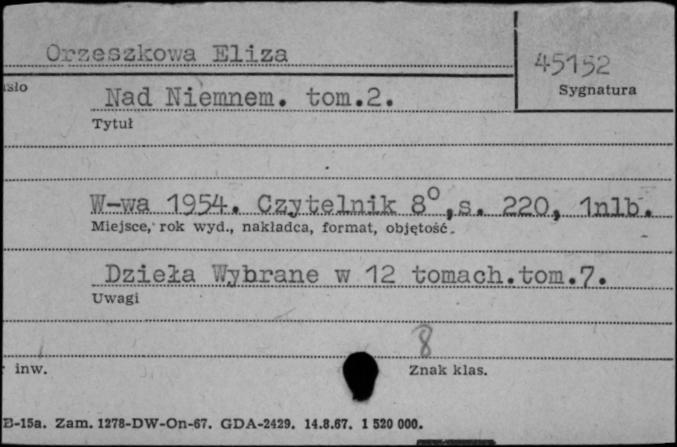 Orzeszkowa Eliza
45152
Sygnatura
Nad Niemnem. tom.2.
Tytuł
W-wa 1954. Czytelnik 8°,s. 220, 1nlb.
Miejsce, rok wyd., nakładca, format, objętość.
Dzieła Wybrane w 12 tomach.tom.7.
Uwagi
8
inw.
Znak klas.
B-15a. Zam. 1278-DW-On-67. GDA-2429. 14.8.67. 1 520 000.